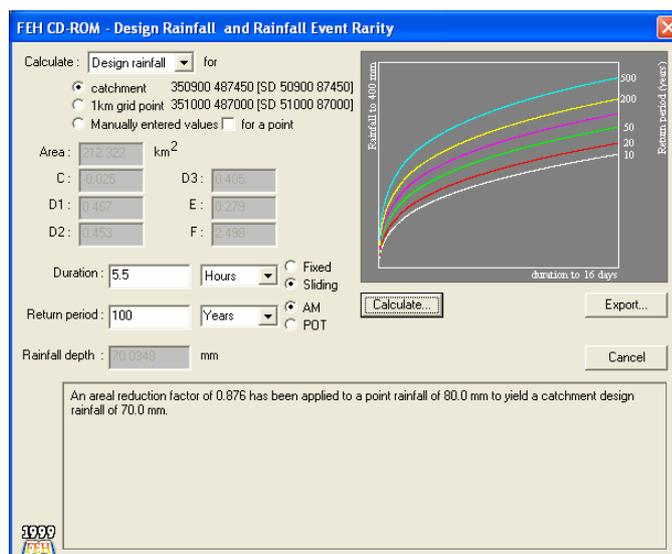 FEH CD-ROM - Design Rainfall and Rainfall Event Rarity
Calculate : Design rainfall for
catchment 350900 487450 [SD 50900 87450]
1km grid point 351000 487000 [SD 51000 87000]
Manually entered values for a point
Area : 212.322 km2
C : -0.025 D3 : 0.405
D1 : 0.467 E : 0.279
D2 : 0.453 F : 2.498
Duration : 5.5 Hours Fixed
Sliding
Return period : 100 Years AM
POT
Rainfall depth : 70.0348 mm
Rainfall to 400 mm
500
200
50
20
10
Return period (years)
duration to 16 days
Calculate... Export...
Cancel
An areal reduction factor of 0.876 has been applied to a point rainfall of 80.0 mm to yield a catchment design
rainfall of 70.0 mm.
1999
FEH